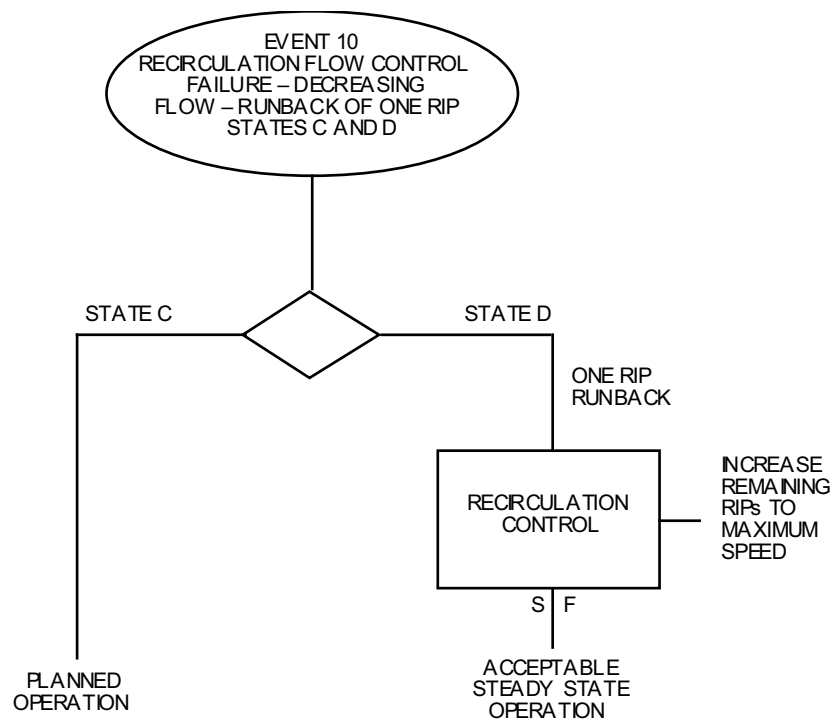 EVENT 10
RECIRCULATION FLOW CONTROL
FAILURE – DECREASING
FLOW – RUNBACK OF ONE RIP
STATES C AND D
STATE C
STATE D
ONE RIP
RUNBACK
RECIRCULATION
CONTROL
INCREASE
REMAINING
RIPs TO
MAXIMUM
SPEED
S F
PLANNED
OPERATION
ACCEPTABLE
STEADY STATE
OPERATION